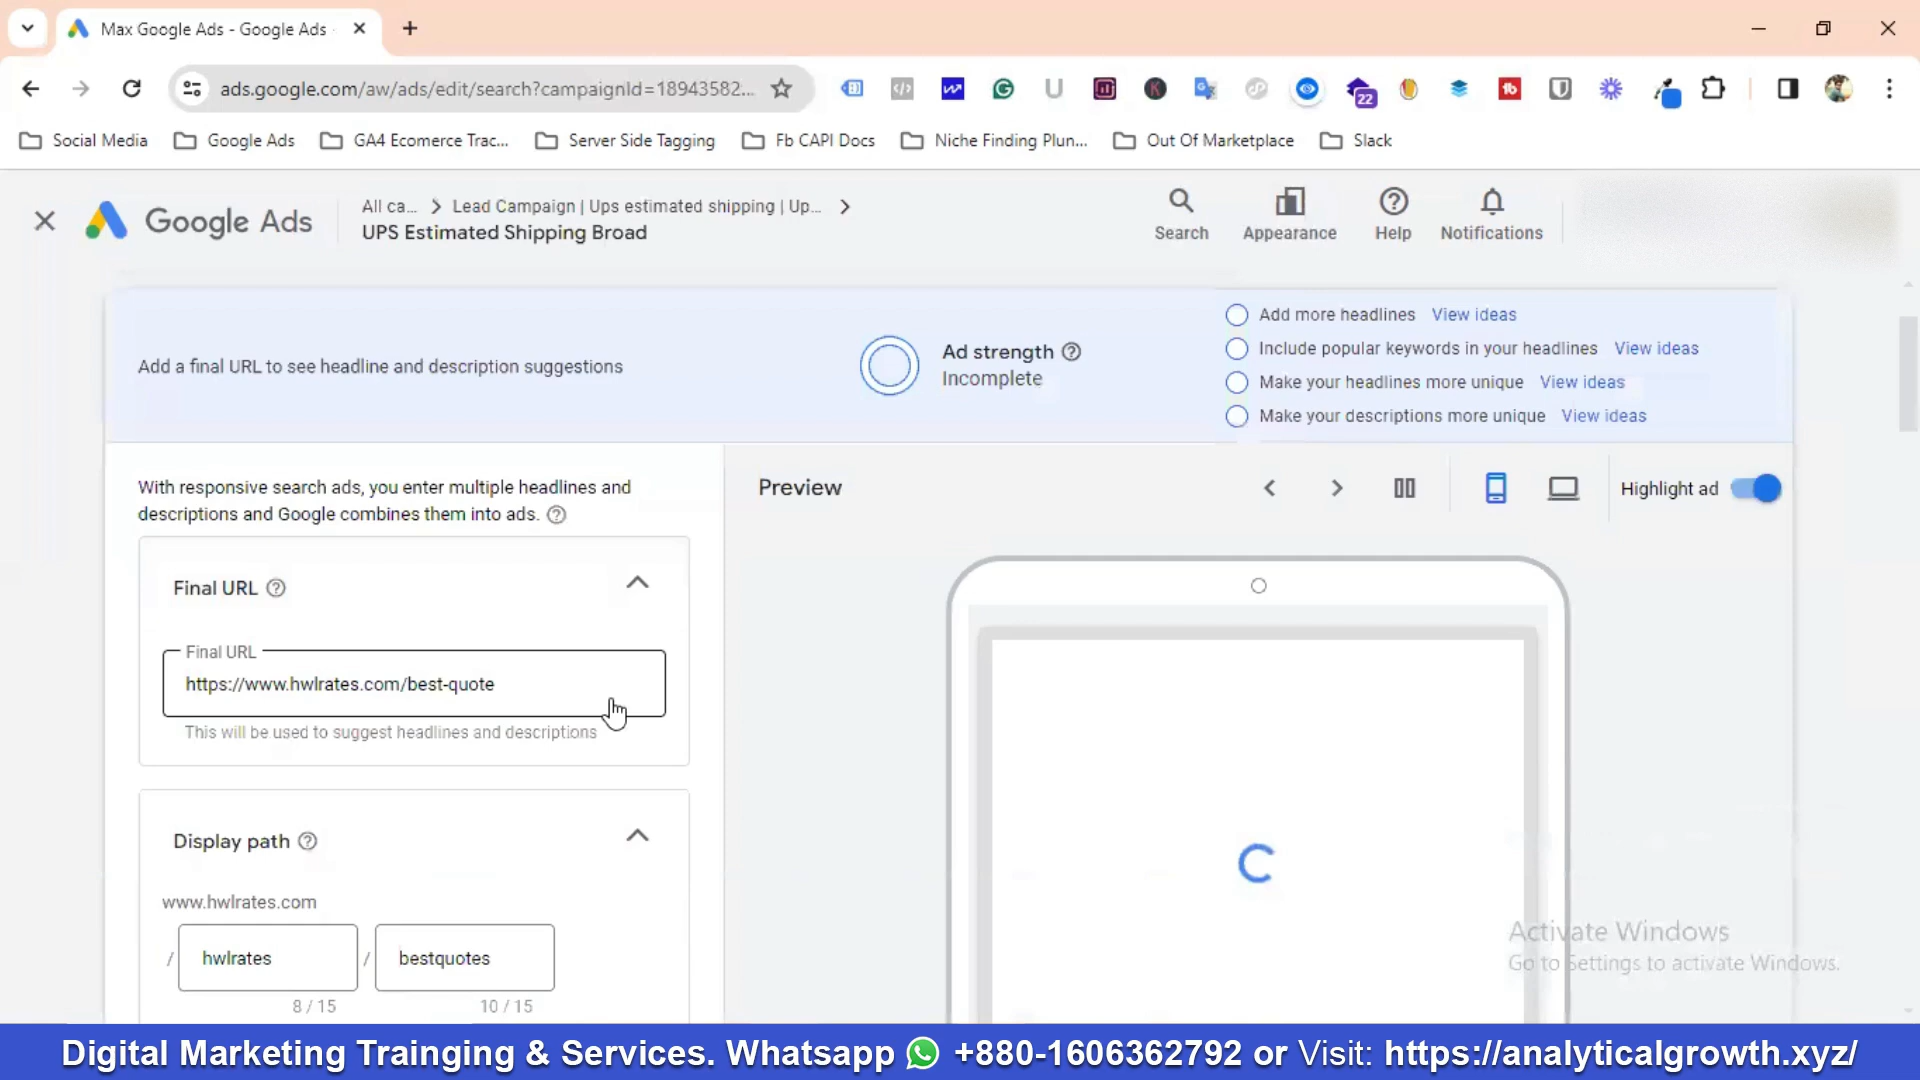 Max Google Ads - Google Ads
ads.google.com/aw/ads/edit/search?campaignId=18943582...
22
Social Media
Google Ads
GA4 Ecomerce Trac...
Server Side Tagging
Fb CAPI Docs
Niche Finding Plun...
Out Of Marketplace
Slack
Google Ads
All ca... > Lead Campaign | Ups estimated shipping | Up... >
UPS Estimated Shipping Broad
Search
Appearance
Help
Notifications
Add a final URL to see headline and description suggestions
Ad strength
Incomplete
Add more headlines View ideas
Include popular keywords in your headlines View ideas
Make your headlines more unique View ideas
Make your descriptions more unique View ideas
With responsive search ads, you enter multiple headlines and
descriptions and Google combines them into ads.
Preview
Highlight ad
Final URL
Final URL
https://www.hwlrates.com/best-quote
This will be used to suggest headlines and descriptions
Display path
www.hwlrates.com
/ hwlrates / bestquotes
8 / 15
10 / 15
Activate Windows
Go to Settings to activate Windows.
Digital Marketing Trainging & Services. Whatsapp +880-1606362792 or Visit: https://analyticalgrowth.xyz/